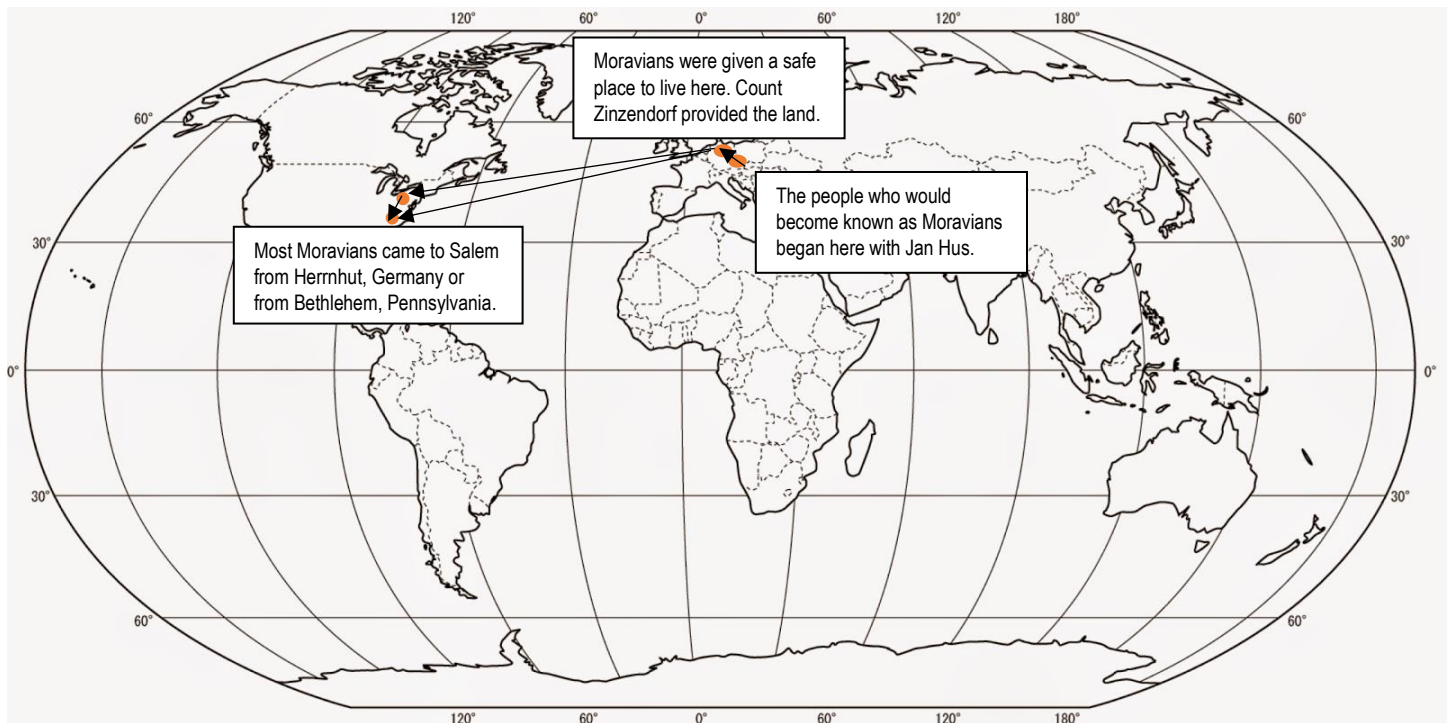 120° 60° 0° 60° 120° 180°
Moravians were given a safe
place to live here. Count
Zinzendorf provided the land.
60° 60°
The people who would
become known as Moravians
began here with Jan Hus.
30° 30°
Most Moravians came to Salem
from Herrnhut, Germany or
from Bethlehem, Pennsylvania.
0° 0°
30° 30°
60° 60°
120° 60° 0° 60° 120° 180°